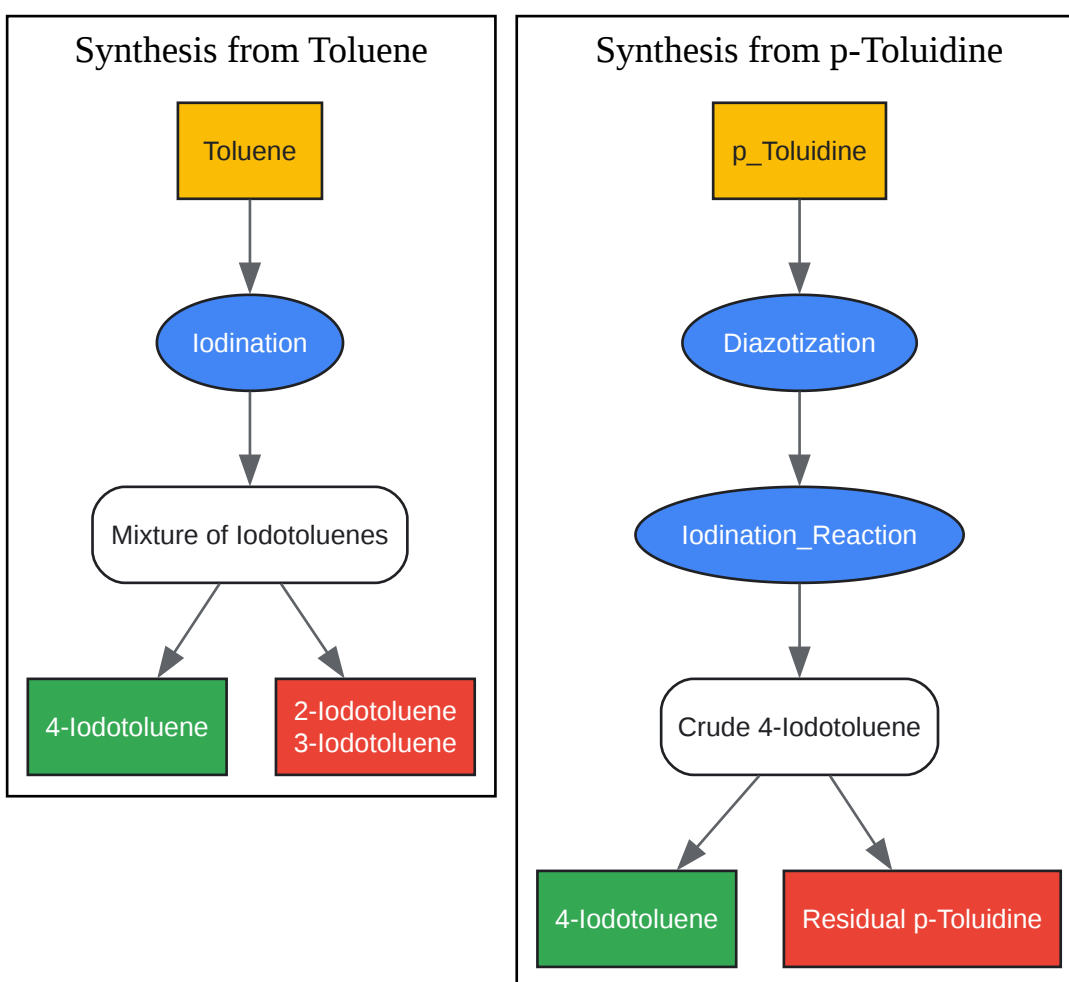 Synthesis from Toluene
Toluene
Iodination
Mixture of Iodotoluenes
4-Iodotoluene
2-Iodotoluene
3-Iodotoluene
Synthesis from p-Toluidine
p_Toluidine
Diazotization
Iodination_Reaction
Crude 4-Iodotoluene
4-Iodotoluene
Residual p-Toluidine